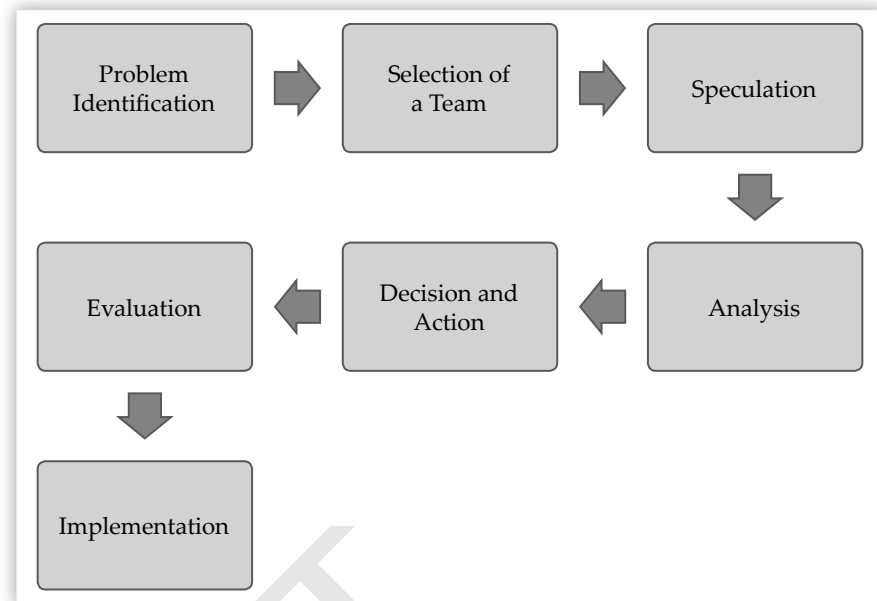 Problem
Identification
Selection of
a Team
Speculation
Analysis
Decision and
Action
Evaluation
Implementation